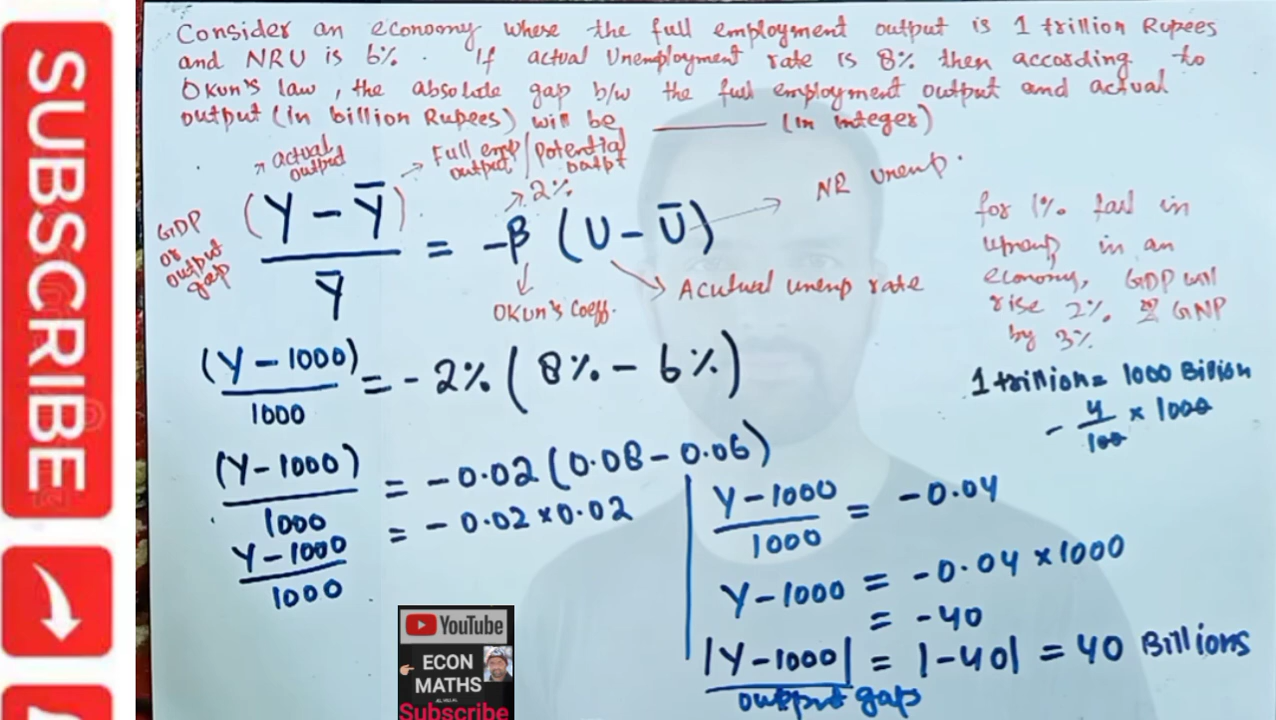 SUBSCRIBE
Consider an economy where the full employment output is 1 trillion Rupees
and NRU is 6%. If actual Unemployment rate is 8% then according to
Okun's law, the absolute gap b/w the full employment output and actual
output (in billion Rupees) will be ________ (in integer)
actual output
Full emp/Potential output
GDP or output gap
(Y - Ȳ) / Ȳ = -β (U - Ū)
2%
NR Unemp.
Okun's Coeff.
Acutual unemp rate
for 1% fall in
in an
economy, GDP will
rise 2%, GNP
by 3%
(Y - 1000) / 1000 = - 2% (8% - 6%)
1 trillion = 1000 Billion
- 4/100 × 1000
(Y - 1000) / 1000 = - 0.02 (0.08 - 0.06)
Y - 1000 / 1000 = - 0.02 × 0.02
Y - 1000 / 1000 = - 0.04
Y - 1000 = - 0.04 × 1000
= - 40
|Y - 1000| = |-40| = 40 Billions
output gap
YouTube
ECON
MATHS
Subscribe